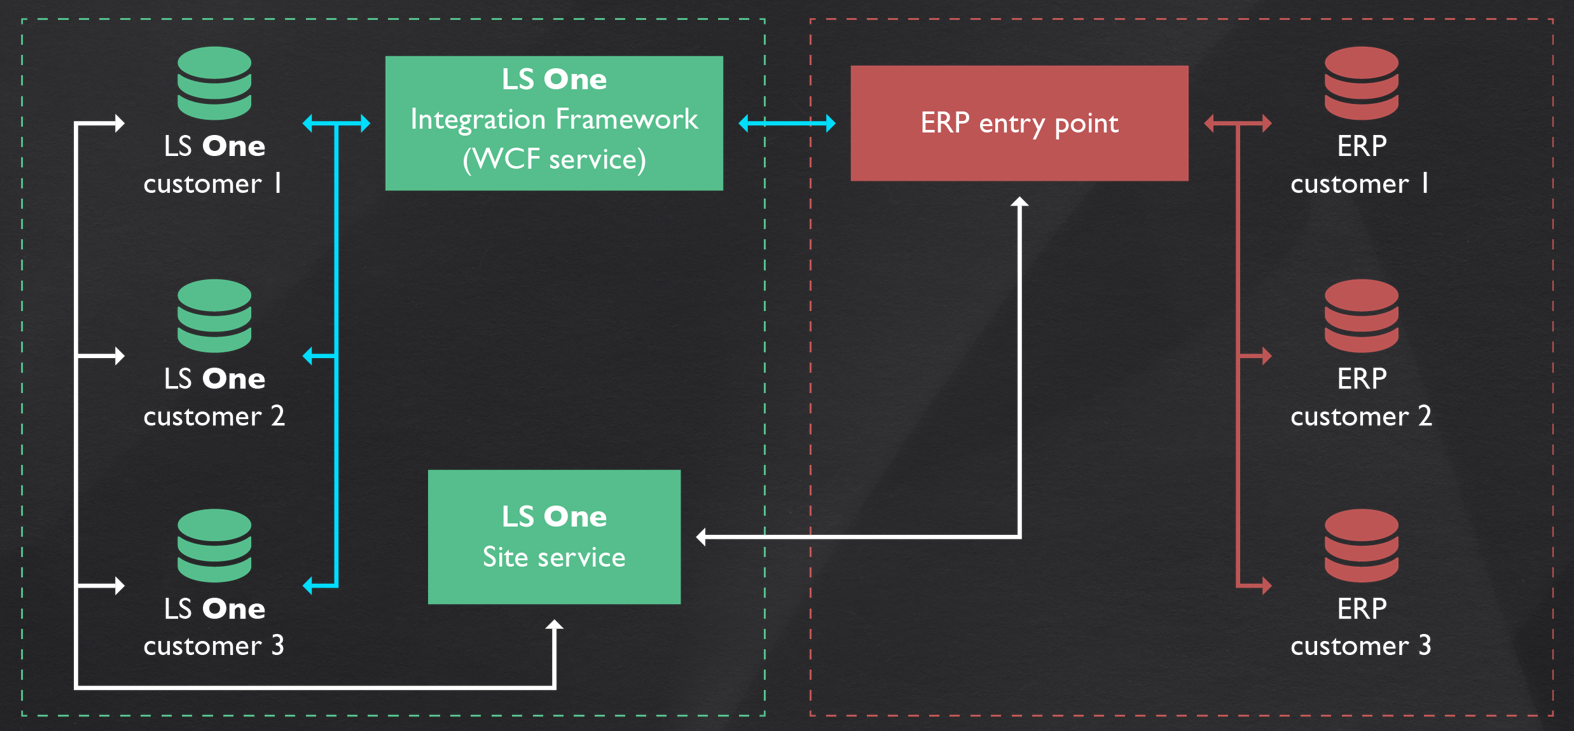 LS One
customer 1
LS One
Integration Framework
(WCF service)
ERP entry point
ERP
customer 1
LS One
customer 2
ERP
customer 2
LS One
Site service
LS One
customer 3
ERP
customer 3